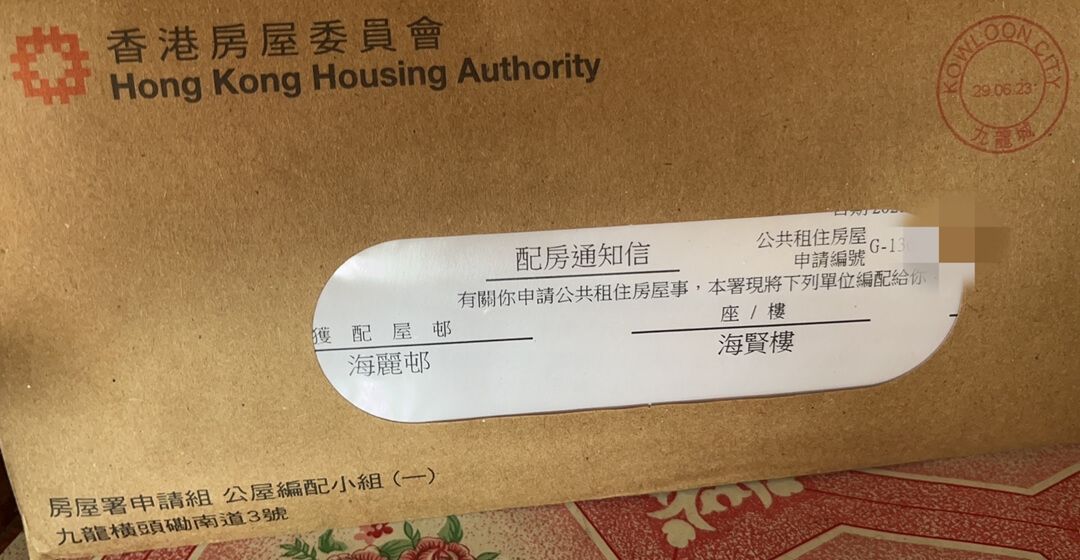 香港房屋委員會
Hong Kong Housing Authority
KOWLOON CITY
29.06.23
九龍城
日期 202
配房通知信
公共租住房屋
申請編號 G-13
有關你申請公共租住房屋事，本署現將下列單位編配給你
獲配屋邨
座 / 樓
海麗邨
海賢樓
房屋署申請組 公屋編配小組 (一)
九龍橫頭磡南道3號